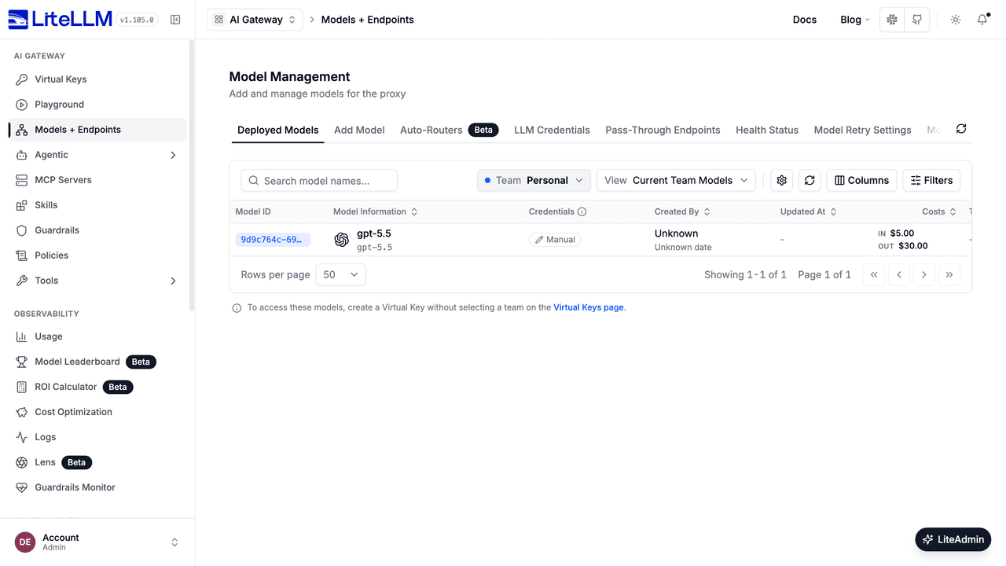 LiteLLM v1.105.0
AI Gateway
Models + Endpoints
Docs
Blog
AI GATEWAY
Virtual Keys
Playground
Models + Endpoints
Agentic
MCP Servers
Skills
Guardrails
Policies
Tools
OBSERVABILITY
Usage
Model Leaderboard Beta
ROI Calculator Beta
Cost Optimization
Logs
Lens Beta
Guardrails Monitor
DE Account
Admin
Model Management
Add and manage models for the proxy
Deployed Models Add Model Auto-Routers Beta LLM Credentials Pass-Through Endpoints Health Status Model Retry Settings
Search model names... Team Personal View Current Team Models Columns Filters
Model ID Model Information Credentials Created By Updated At Costs
9d9c764c-69… gpt-5.5 Manual Unknown - IN $5.00
gpt-5.5 Unknown date OUT $30.00
Rows per page 50 Showing 1-1 of 1 Page 1 of 1
To access these models, create a Virtual Key without selecting a team on the Virtual Keys page.
LiteAdmin